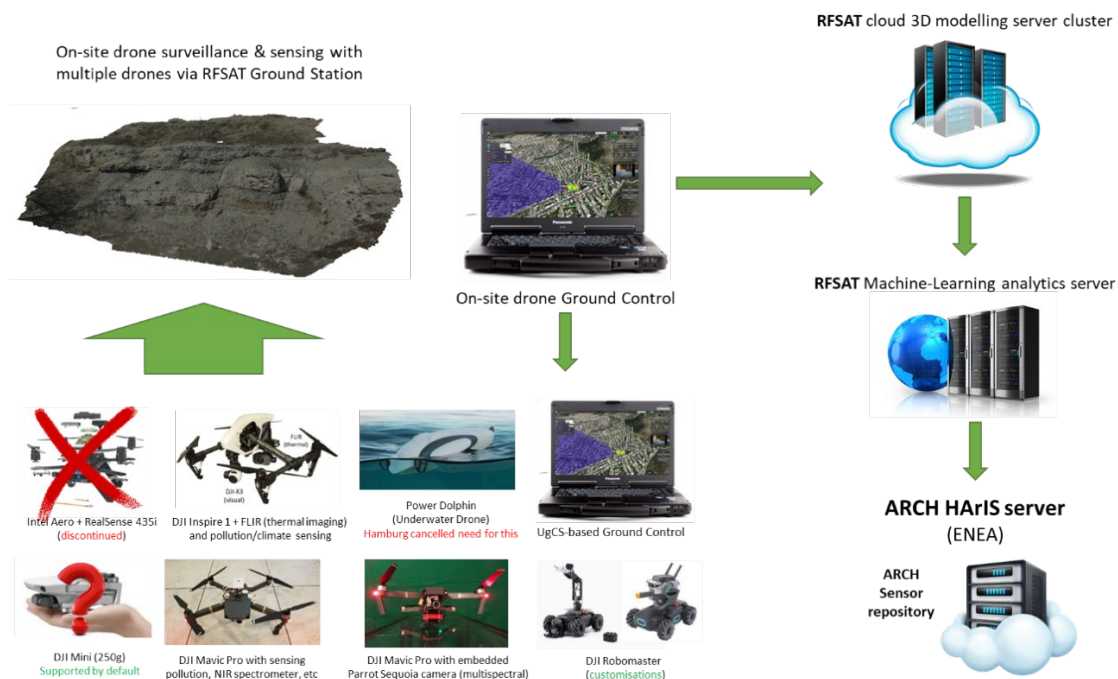 On-site drone surveillance & sensing with
multiple drones via RFSAT Ground Station
RFSAT cloud 3D modelling server cluster
Panasonic
On-site drone Ground Control
RFSAT Machine-Learning analytics server
FLIR
(thermal)
DJI-X3
(visual)
Intel Aero + RealSense 435i
(discontinued)
DJI Inspire 1 + FLIR (thermal imaging)
and pollution/climate sensing
Power Dolphin
(Underwater Drone)
Hamburg cancelled need for this
Panasonic
UgCS-based Ground Control
ARCH HArIS server
(ENEA)
ARCH
Sensor
repository
?
DJI Mini (250g)
Supported by default
DJI Mavic Pro with sensing
pollution, NIR spectrometer, etc
DJI Mavic Pro with embedded
Parrot Sequoia camera (multispectral)
DJI Robomaster
(customisations)